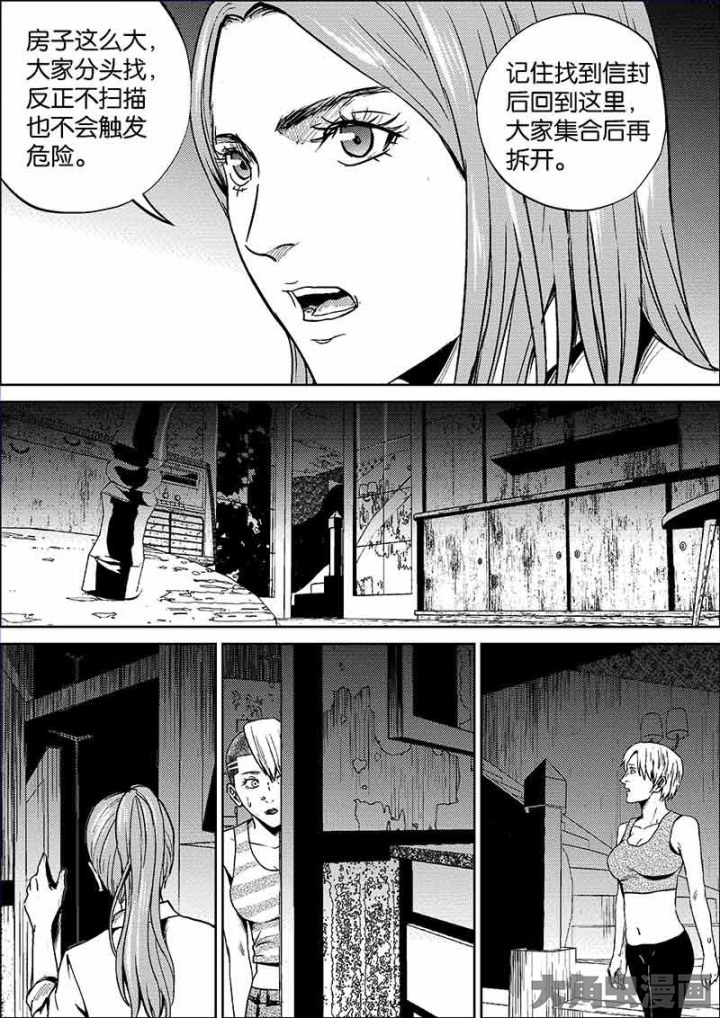 房子这么大，
大家分头找，
反正不扫描
也不会触发
危险。
记住找到信封
后回到这里，
大家集合后再
拆开。
大角虫漫画